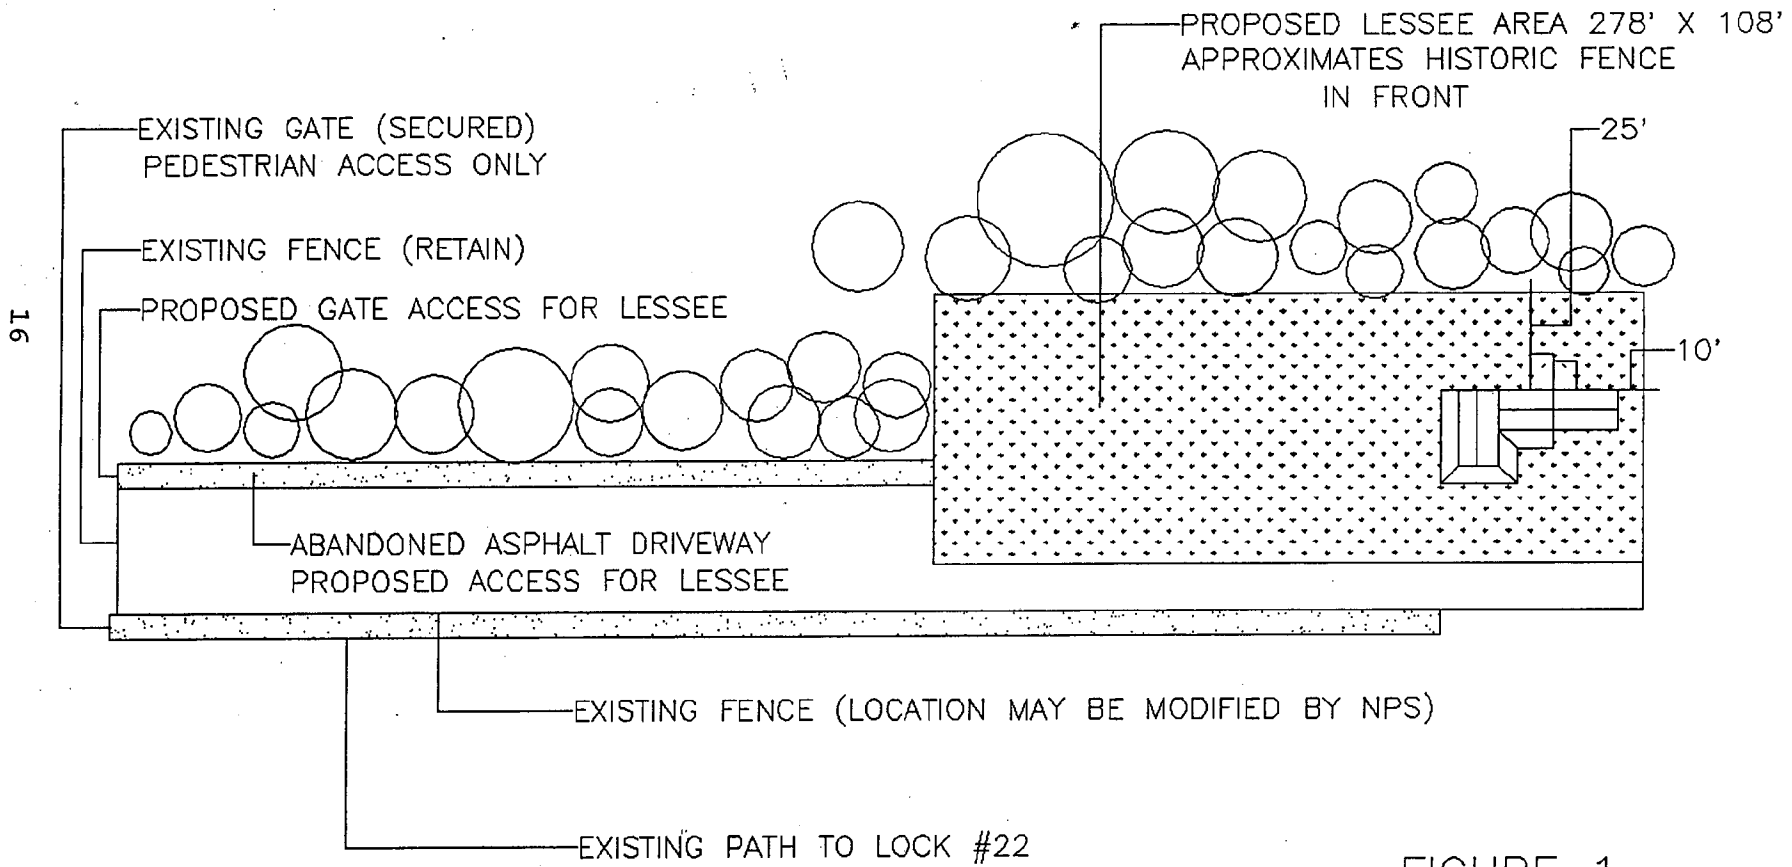 PROPOSED LESSEE AREA 278' X 108'
APPROXIMATES HISTORIC FENCE
IN FRONT
25'
EXISTING GATE (SECURED)
PEDESTRIAN ACCESS ONLY
EXISTING FENCE (RETAIN)
PROPOSED GATE ACCESS FOR LESSEE
16
10'
ABANDONED ASPHALT DRIVEWAY
PROPOSED ACCESS FOR LESSEE
EXISTING FENCE (LOCATION MAY BE MODIFIED BY NPS)
EXISTING PATH TO LOCK #22
FIGURE 1